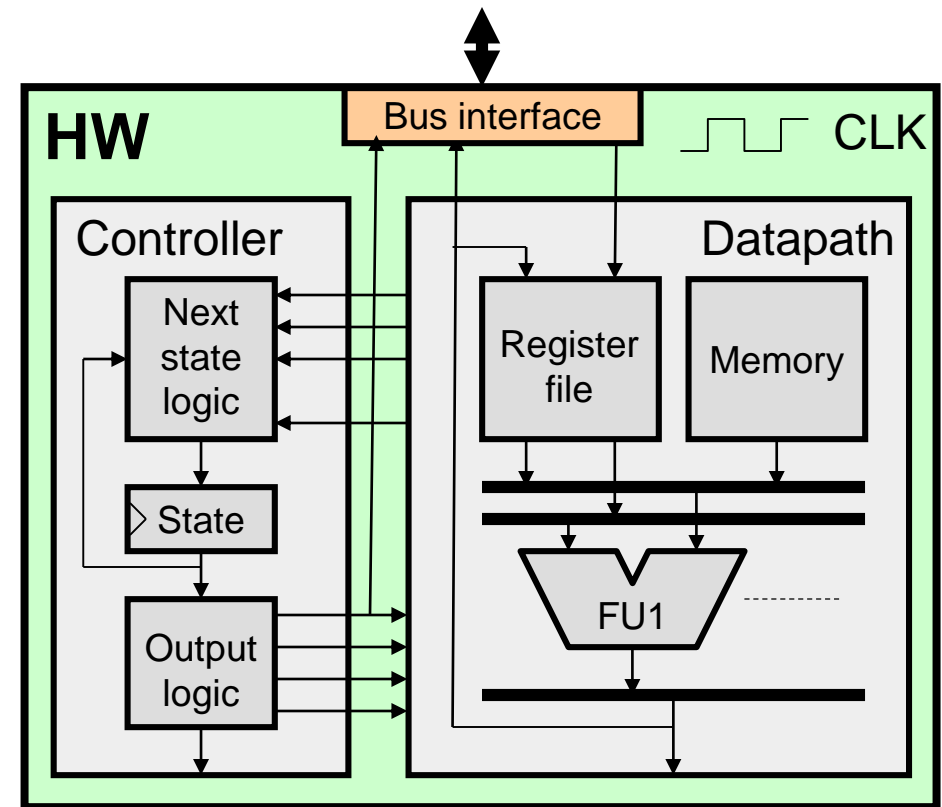 Bus interface
HW
CLK
Controller
Datapath
Next
state
logic
Register
file
Memory
State
FU1
Output
logic